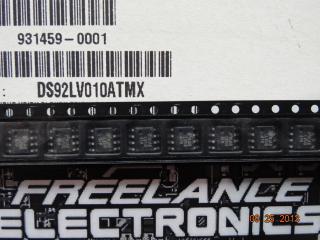 931459-0001
: DS92LV010ATMX
FREELANCE
ELECTRONICS